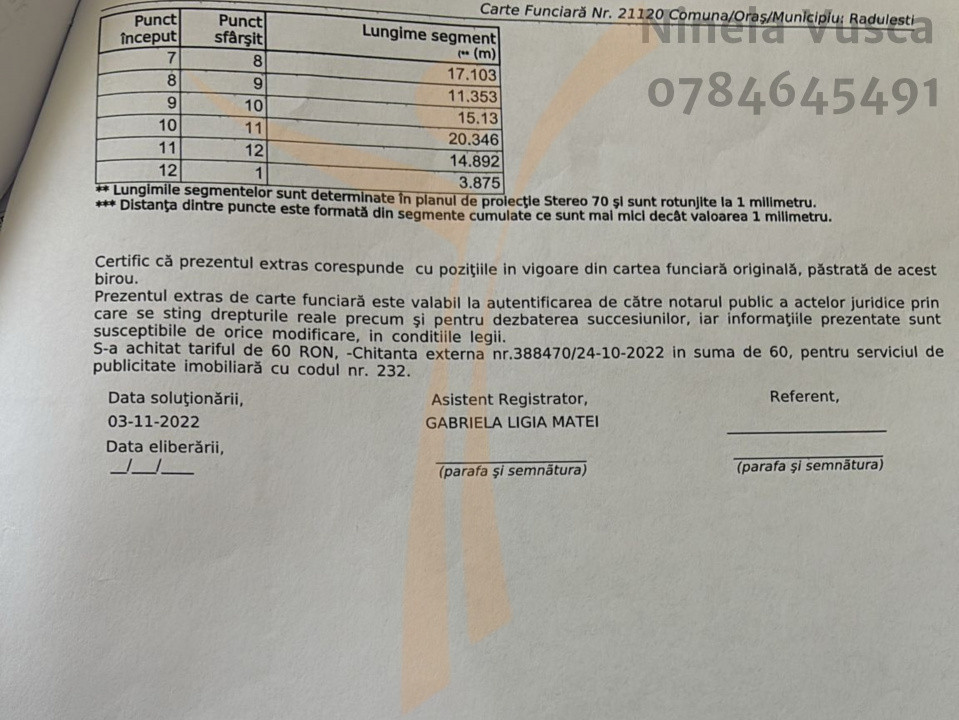 Carte Funciară Nr. 21120 Comuna/Oraş/Municipiu: Radulesti
Ninela Vusca
0784645491
Punct început Punct sfârşit Lungime segment (** (m)
7 8 17.103
8 9 11.353
9 10 15.13
10 11 20.346
11 12 14.892
12 1 3.875
** Lungimile segmentelor sunt determinate în planul de proiecţie Stereo 70 şi sunt rotunjite la 1 milimetru.
*** Distanţa dintre puncte este formată din segmente cumulate ce sunt mai mici decât valoarea 1 milimetru.
Certific că prezentul extras corespunde cu poziţiile in vigoare din cartea funciară originală, păstrată de acest
birou.
Prezentul extras de carte funciară este valabil la autentificarea de către notarul public a actelor juridice prin
care se sting drepturile reale precum şi pentru dezbaterea succesiunilor, iar informaţiile prezentate sunt
susceptibile de orice modificare, in conditiile legii.
S-a achitat tariful de 60 RON, -Chitanta externa nr.388470/24-10-2022 in suma de 60, pentru serviciul de
publicitate imobiliară cu codul nr. 232.
Data soluţionării, Asistent Registrator, Referent,
03-11-2022 GABRIELA LIGIA MATEI
Data eliberării,
__/__/___
(parafa şi semnătura) (parafa şi semnătura)